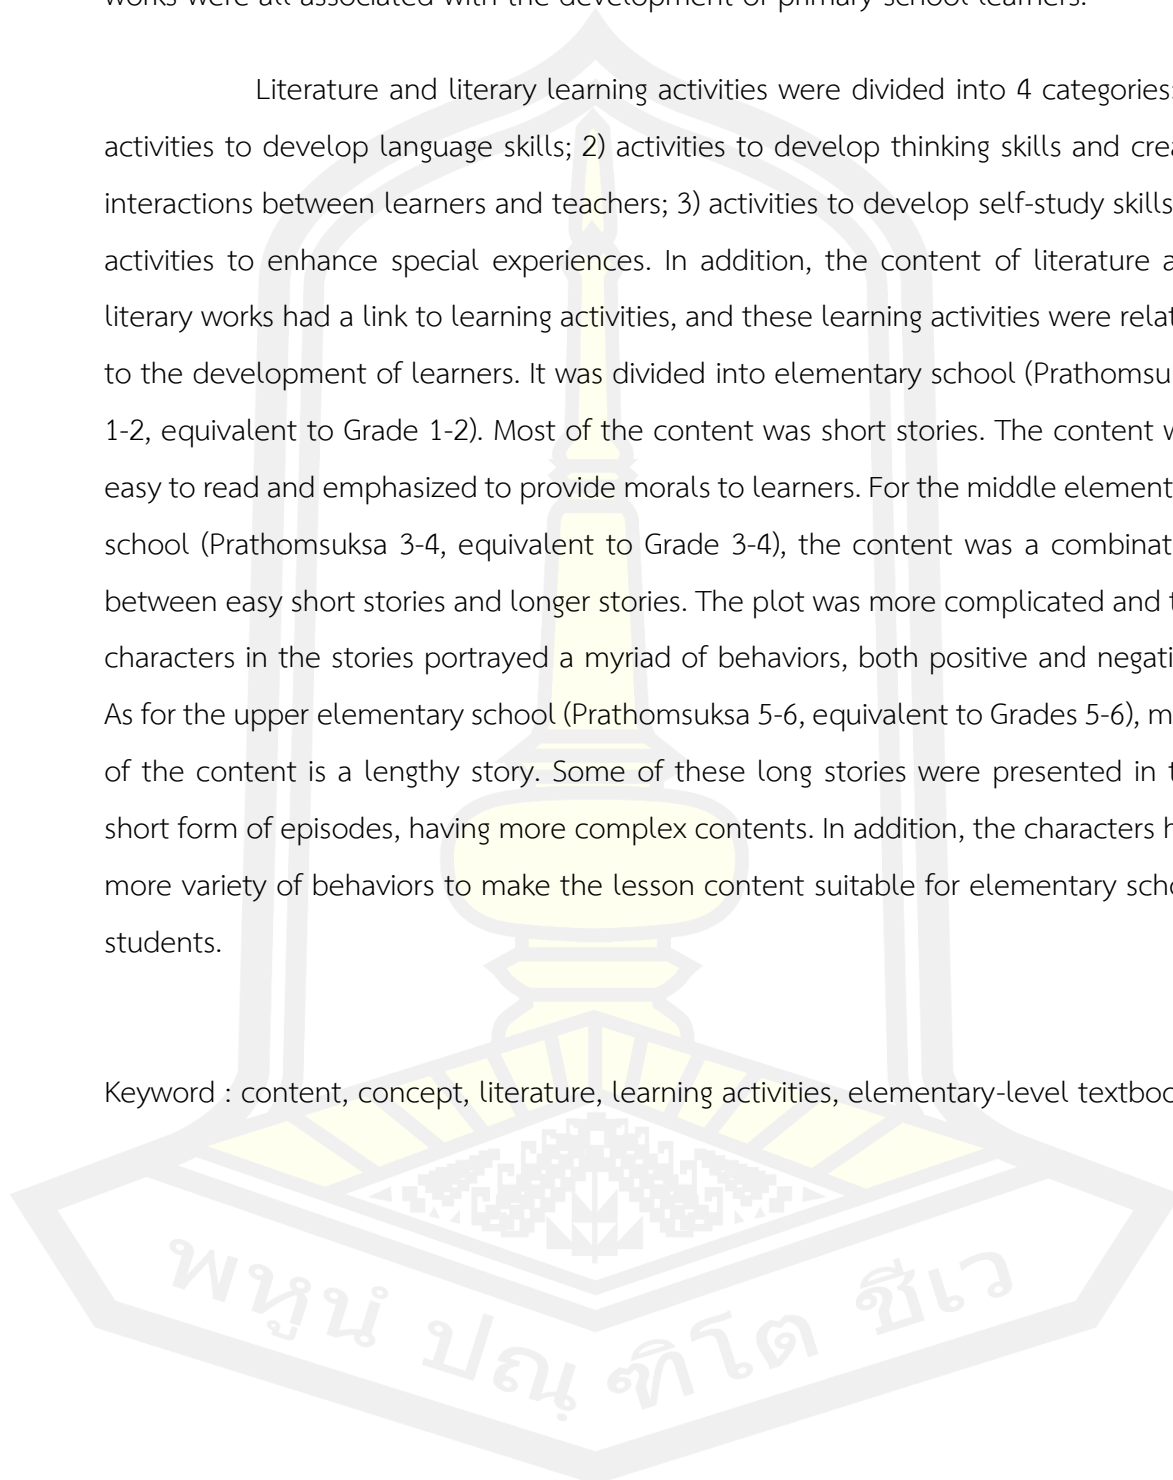 works were all associated with the development of primary school learners.
Literature and literary learning activities were divided into 4 categories:
activities to develop language skills; 2) activities to develop thinking skills and
interactions between learners and teachers; 3) activities to develop self-study skills
activities to enhance special experiences. In addition, the content of literature
literary works had a link to learning activities, and these learning activities were
to the development of learners. It was divided into elementary school
1-2, equivalent to Grade 1-2). Most of the content was short stories. The content
easy to read and emphasized to provide morals to learners. For the middle
school (Prathomsuksa 3-4, equivalent to Grade 3-4), the content was a
between easy short stories and longer stories. The plot was more complicated and
characters in the stories portrayed a myriad of behaviors, both positive and
As for the upper elementary school (Prathomsuksa 5-6, equivalent to Grades 5-6),
of the content is a lengthy story. Some of these long stories were presented in
short form of episodes, having more complex contents. In addition, the characters
more variety of behaviors to make the lesson content suitable for elementary
students.
Keyword : content, concept, literature, learning activities, elementary-level
พหูนํ ปณฺฑิโต ชีเว